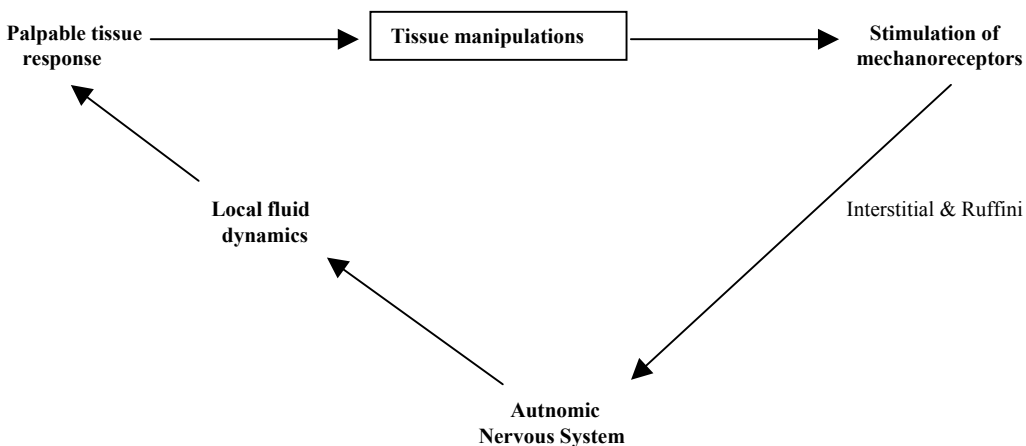 Palpable tissue
response
Tissue manipulations
Stimulation of
mechanoreceptors
Interstitial & Ruffini
Local fluid
dynamics
Autnomic
Nervous System